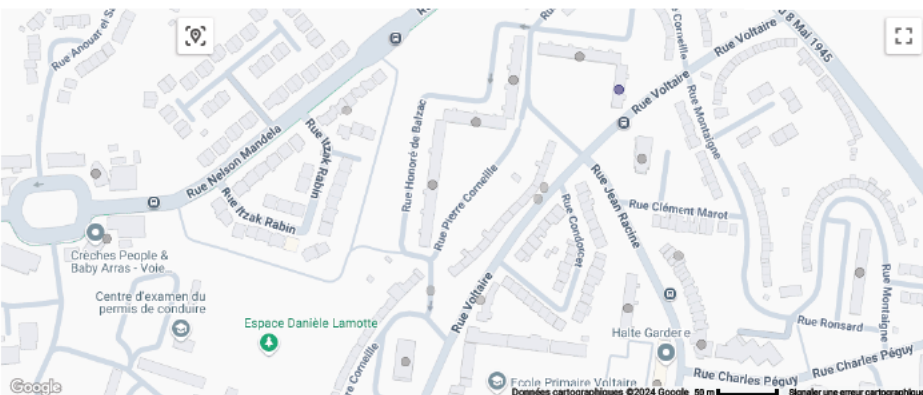 Rue Anouar el Sa
Ru
Ru
Corneille
Rue Voltaire
8 Mai 1945
Rue Voltaire
Rue Montaigne
Rue Nelson Mandela
Rue Itzak Rabin
Rue Honoré de Balzac
Rue Pierre Corneille
Rue Itzak Rabin
Rue Jean Racine
Rue Clément Marot
Rue Condorcet
Crèches People &
Baby Arras - Voie...
Centre d'examen du
permis de conduire
Espace Danièle Lamotte
Rue Voltaire
Rue Montaigne
Rue Ronsard
Halte Garderie
Corneille
Rue Charles Péguy
Rue Charles Péguy
Google
Ecole Primaire Voltaire
Données cartographiques ©2024 Google 50 m Signaler une erreur cartographique